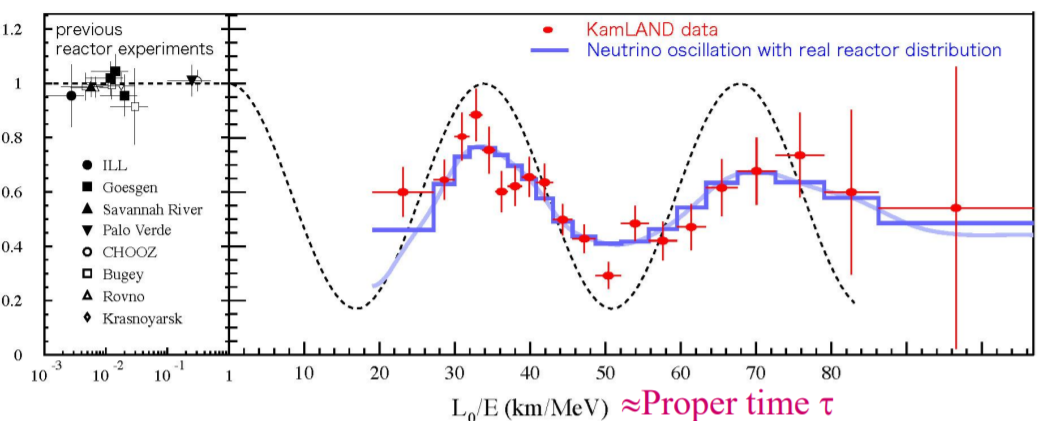 previous
reactor experiments
KamLAND data
Neutrino oscillation with real reactor distribution
1.2
1
0.8
0.6
0.4
0.2
0
ILL
Goesgen
Savannah River
Palo Verde
CHOOZ
Bugey
Rovno
Krasnoyarsk
10⁻³ 10⁻² 10⁻¹ 1 10 20 30 40 50 60 70 80
L₀/E (km/MeV) ≈Proper time τ